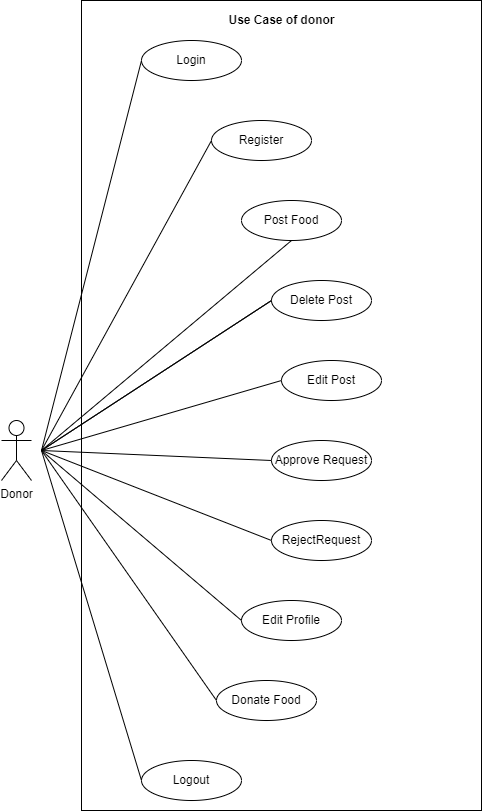 Use Case of donor
Login
Register
Post Food
Delete Post
Edit Post
Approve Request
RejectRequest
Edit Profile
Donate Food
Logout
Donor